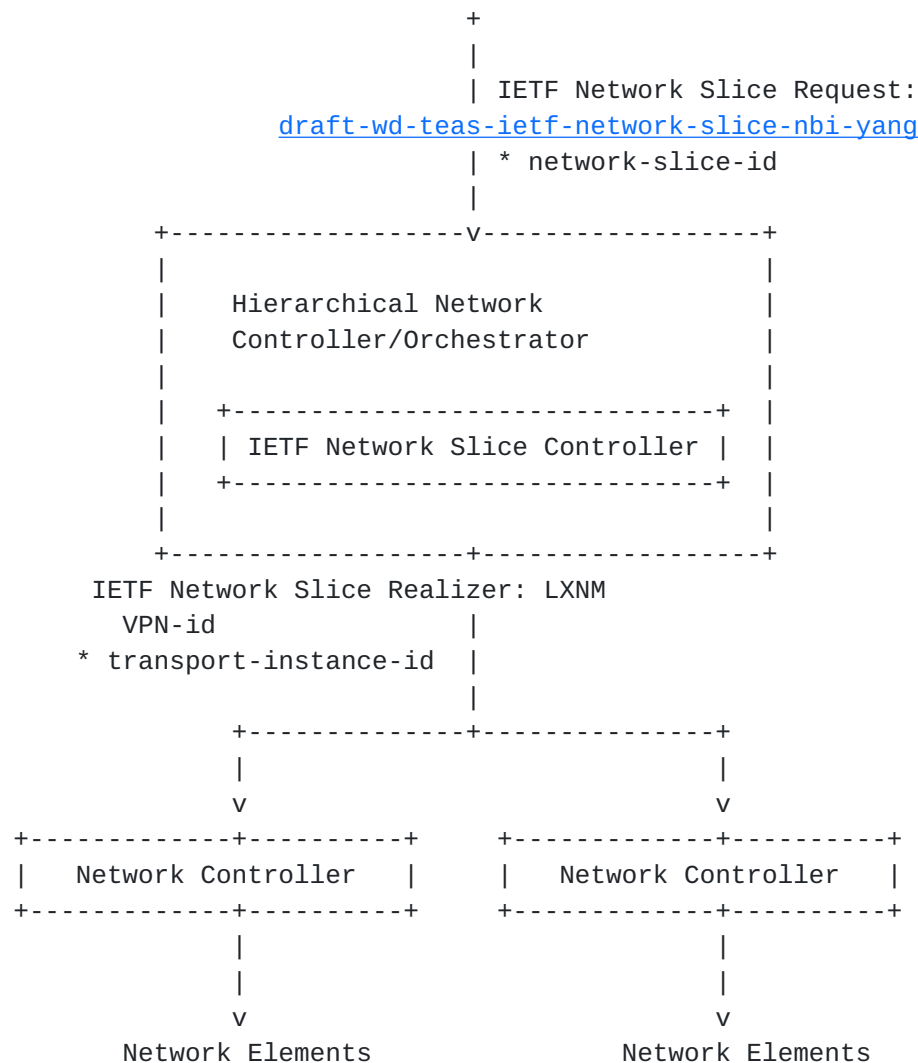 IETF Network Slice Request:
draft-wd-teas-ietf-network-slice-nbi-yang
* network-slice-id
Hierarchical Network
Controller/Orchestrator
IETF Network Slice Controller
IETF Network Slice Realizer: LXNM
VPN-id
* transport-instance-id
Network Controller Network Controller
Network Elements Network Elements